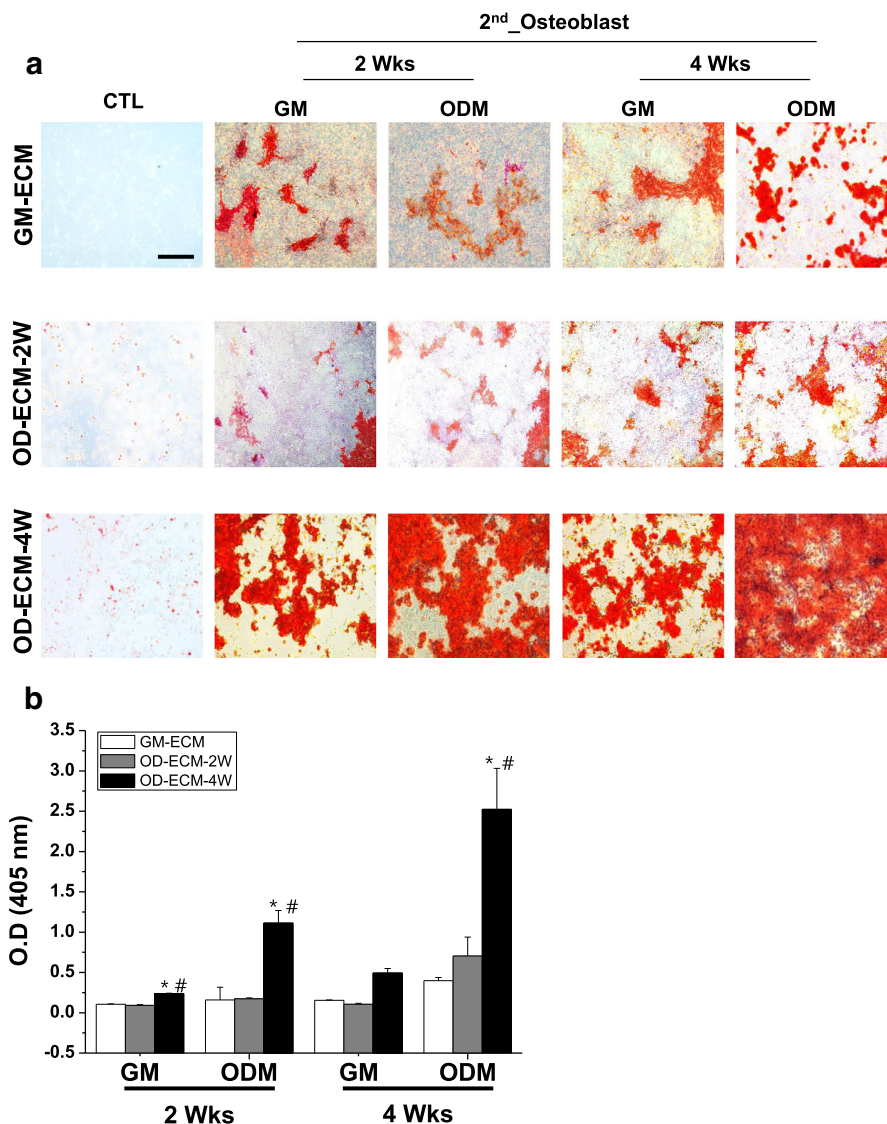 2nd_Osteoblast
a
2 Wks
4 Wks
CTL
GM
ODM
GM
ODM
GM-ECM
OD-ECM-2W
OD-ECM-4W
b
3.5
3.0
2.5
2.0
1.5
1.0
0.5
0.0
-0.5
O.D (405 nm)
GM-ECM
OD-ECM-2W
OD-ECM-4W
* #
* #
* #
GM
ODM
GM
ODM
2 Wks
4 Wks